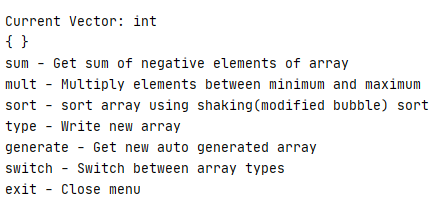 Current Vector: int
{ }
sum - Get sum of negative elements of array
mult - Multiply elements between minimum and maximum
sort - sort array using shaking(modified bubble) sort
type - Write new array
generate - Get new auto generated array
switch - Switch between array types
exit - Close menu